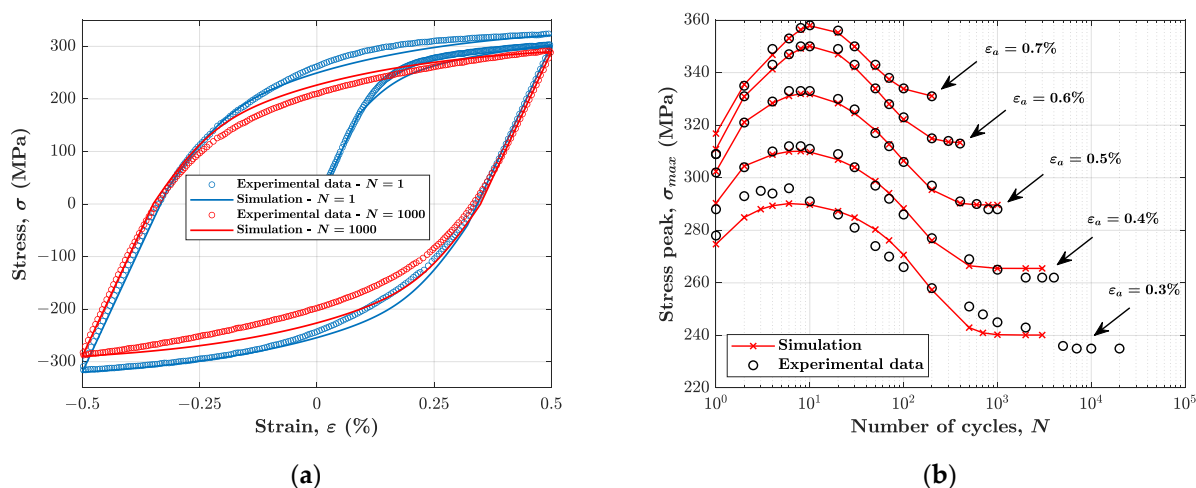 300
200
100
0
−100
−200
−300
Stress, σ (MPa)
Experimental data - N = 1
Simulation - N = 1
Experimental data - N = 1000
Simulation - N = 1000
−0.5
−0.25
0
0.25
0.5
Strain, ε (%)
(a)
360
340
320
300
280
260
240
220
Stress peak, σmax (MPa)
εa = 0.7%
εa = 0.6%
εa = 0.5%
εa = 0.4%
εa = 0.3%
Simulation
Experimental data
10^0
10^1
10^2
10^3
10^4
10^5
Number of cycles, N
(b)